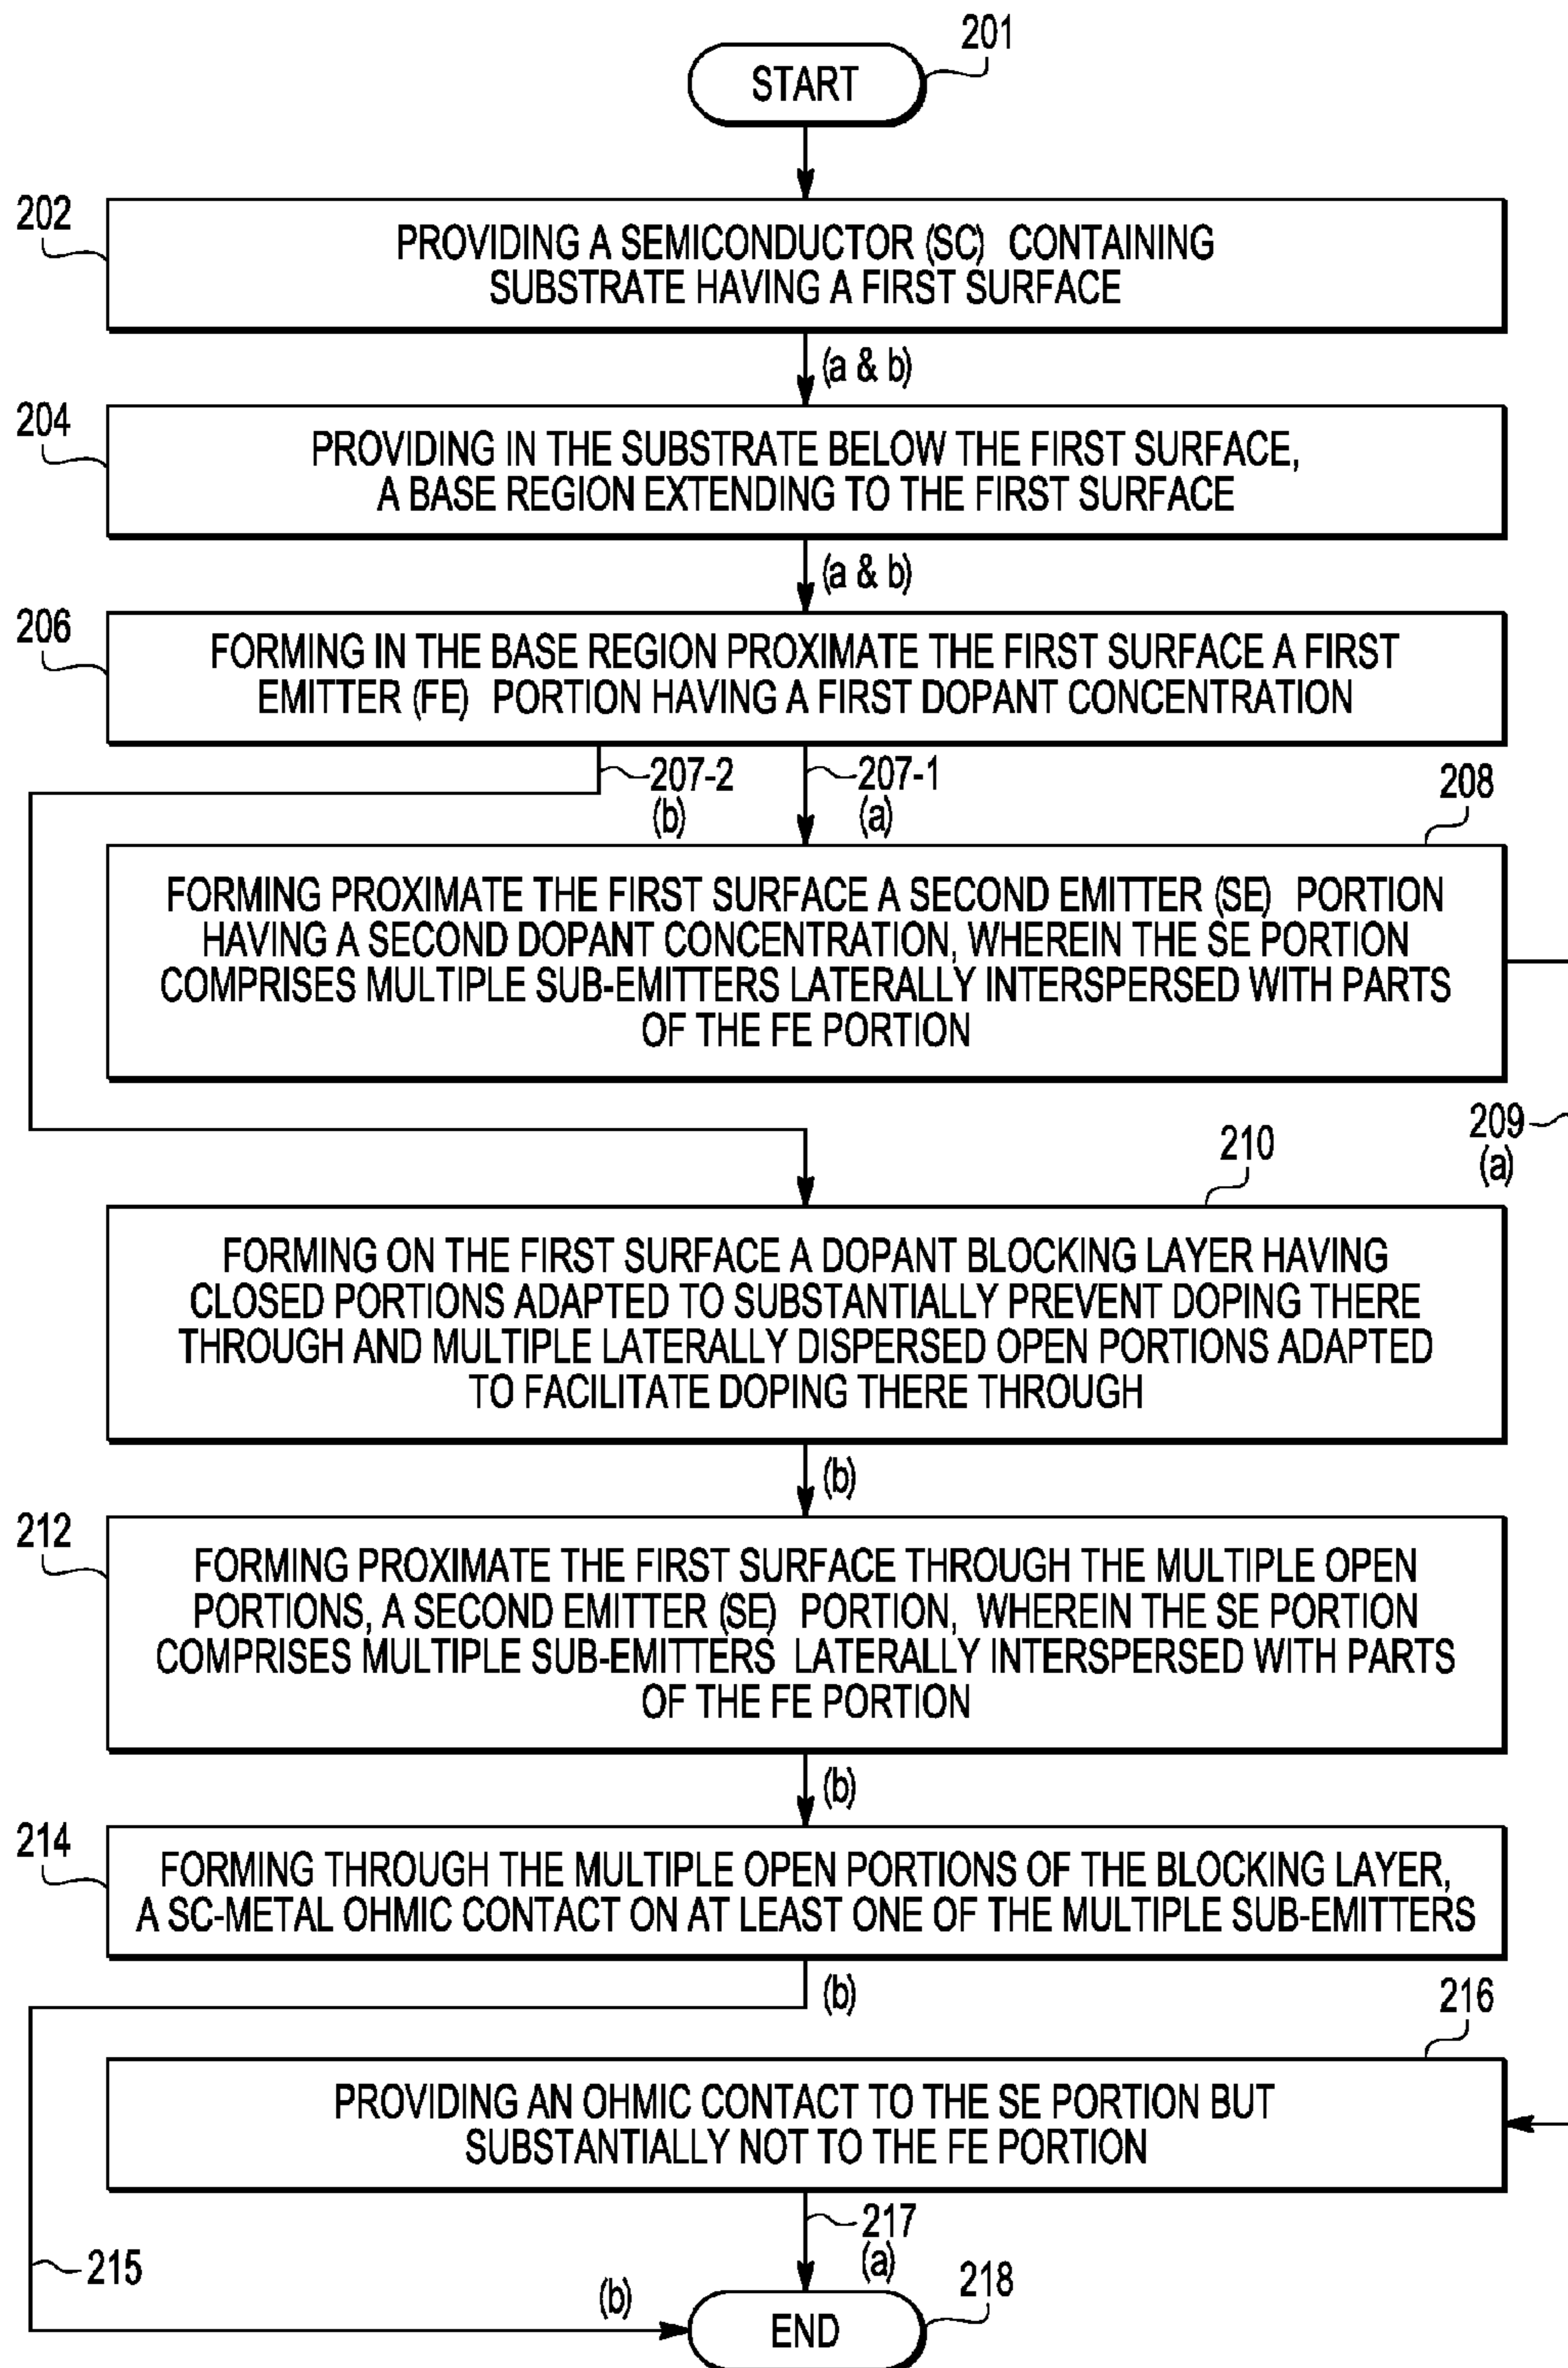 201
START
202
PROVIDING A SEMICONDUCTOR (SC) CONTAINING
SUBSTRATE HAVING A FIRST SURFACE
(a & b)
204
PROVIDING IN THE SUBSTRATE BELOW THE FIRST SURFACE,
A BASE REGION EXTENDING TO THE FIRST SURFACE
(a & b)
206
FORMING IN THE BASE REGION PROXIMATE THE FIRST SURFACE A FIRST
EMITTER (FE) PORTION HAVING A FIRST DOPANT CONCENTRATION
207-2
(b)
207-1
(a)
208
FORMING PROXIMATE THE FIRST SURFACE A SECOND EMITTER (SE) PORTION
HAVING A SECOND DOPANT CONCENTRATION, WHEREIN THE SE PORTION
COMPRISES MULTIPLE SUB-EMITTERS LATERALLY INTERSPERSED WITH PARTS
OF THE FE PORTION
209
(a)
210
FORMING ON THE FIRST SURFACE A DOPANT BLOCKING LAYER HAVING
CLOSED PORTIONS ADAPTED TO SUBSTANTIALLY PREVENT DOPING THERE
THROUGH AND MULTIPLE LATERALLY DISPERSED OPEN PORTIONS ADAPTED
TO FACILITATE DOPING THERE THROUGH
(b)
212
FORMING PROXIMATE THE FIRST SURFACE THROUGH THE MULTIPLE OPEN
PORTIONS, A SECOND EMITTER (SE) PORTION, WHEREIN THE SE PORTION
COMPRISES MULTIPLE SUB-EMITTERS LATERALLY INTERSPERSED WITH PARTS
OF THE FE PORTION
(b)
214
FORMING THROUGH THE MULTIPLE OPEN PORTIONS OF THE BLOCKING LAYER,
A SC-METAL OHMIC CONTACT ON AT LEAST ONE OF THE MULTIPLE SUB-EMITTERS
(b)
216
PROVIDING AN OHMIC CONTACT TO THE SE PORTION BUT
SUBSTANTIALLY NOT TO THE FE PORTION
217
(a)
215
(b)
218
END